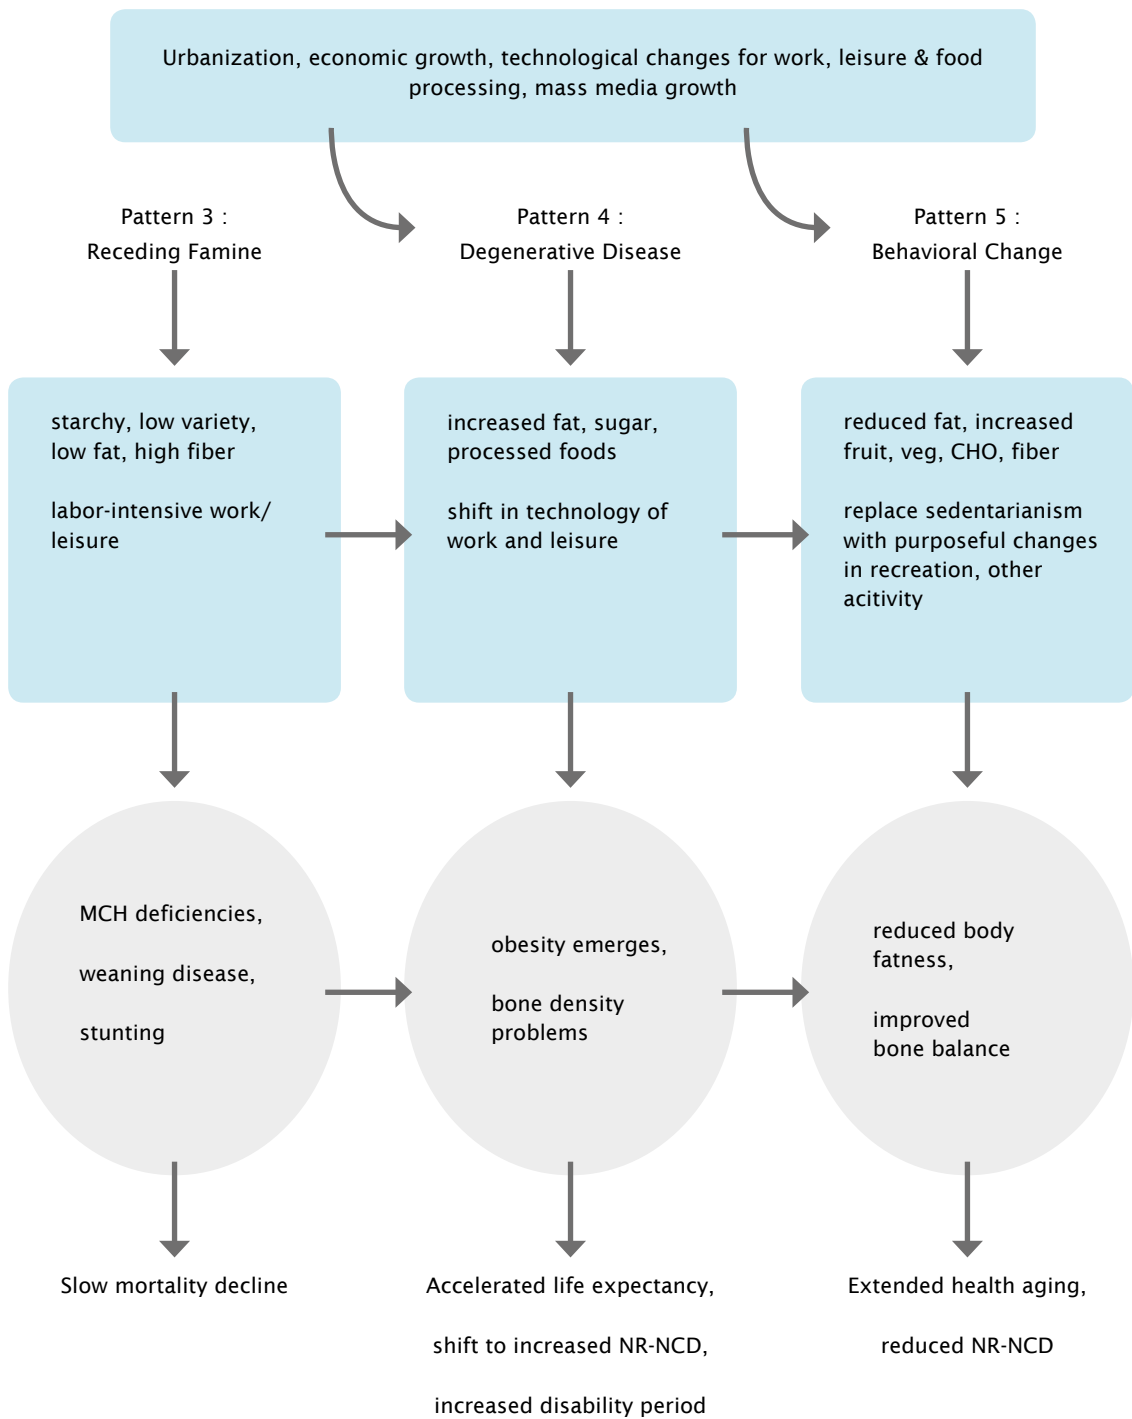 Urbanization, economic growth, technological changes for work, leisure & food
processing, mass media growth
Pattern 3 :
Receding Famine
Pattern 4 :
Degenerative Disease
Pattern 5 :
Behavioral Change
starchy, low variety,
low fat, high fiber
labor-intensive work/
leisure
increased fat, sugar,
processed foods
shift in technology of
work and leisure
reduced fat, increased
fruit, veg, CHO, fiber
replace sedentarianism
with purposeful changes
in recreation, other
acitivity
MCH deficiencies,
weaning disease,
stunting
obesity emerges,
bone density
problems
reduced body
fatness,
improved
bone balance
Slow mortality decline
Accelerated life expectancy,
shift to increased NR-NCD,
increased disability period
Extended health aging,
reduced NR-NCD